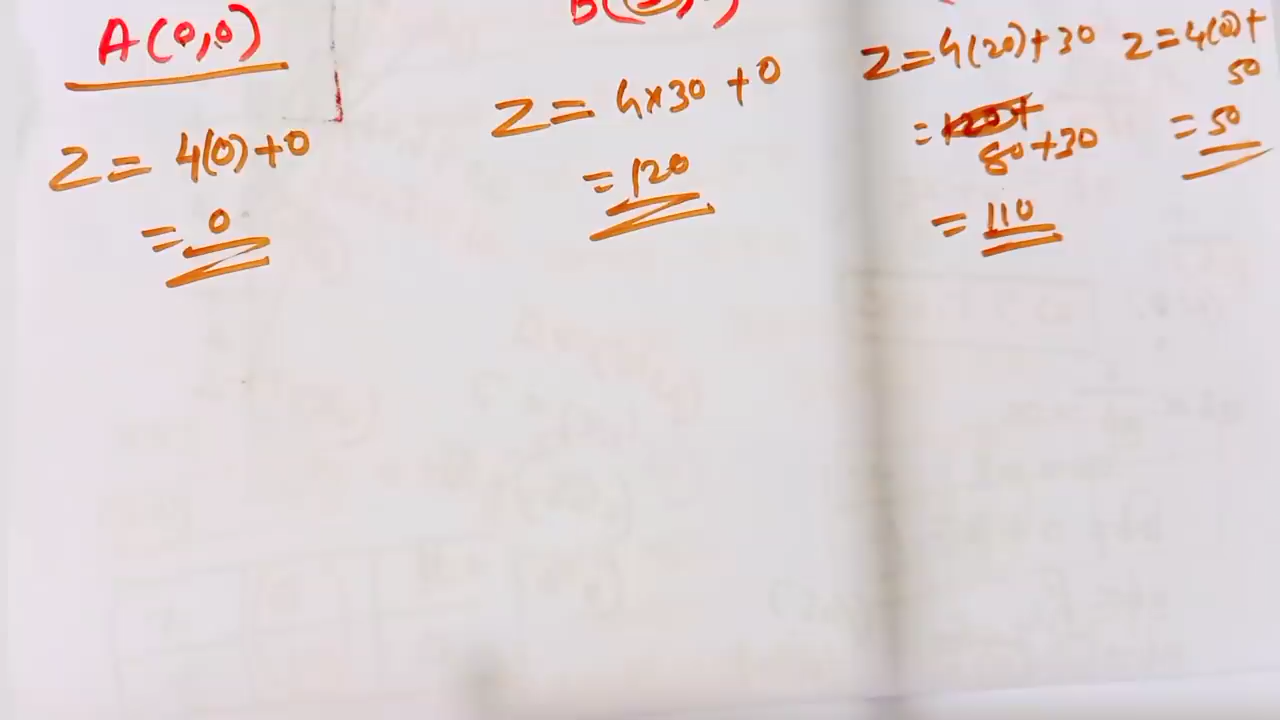 A(0,0)
Z = 4(0)+0
= 0
Z = 4×30 +0
= 120
Z = 4(20)+30
= 80+30
= 110
Z = 4(0)+
50
= 50